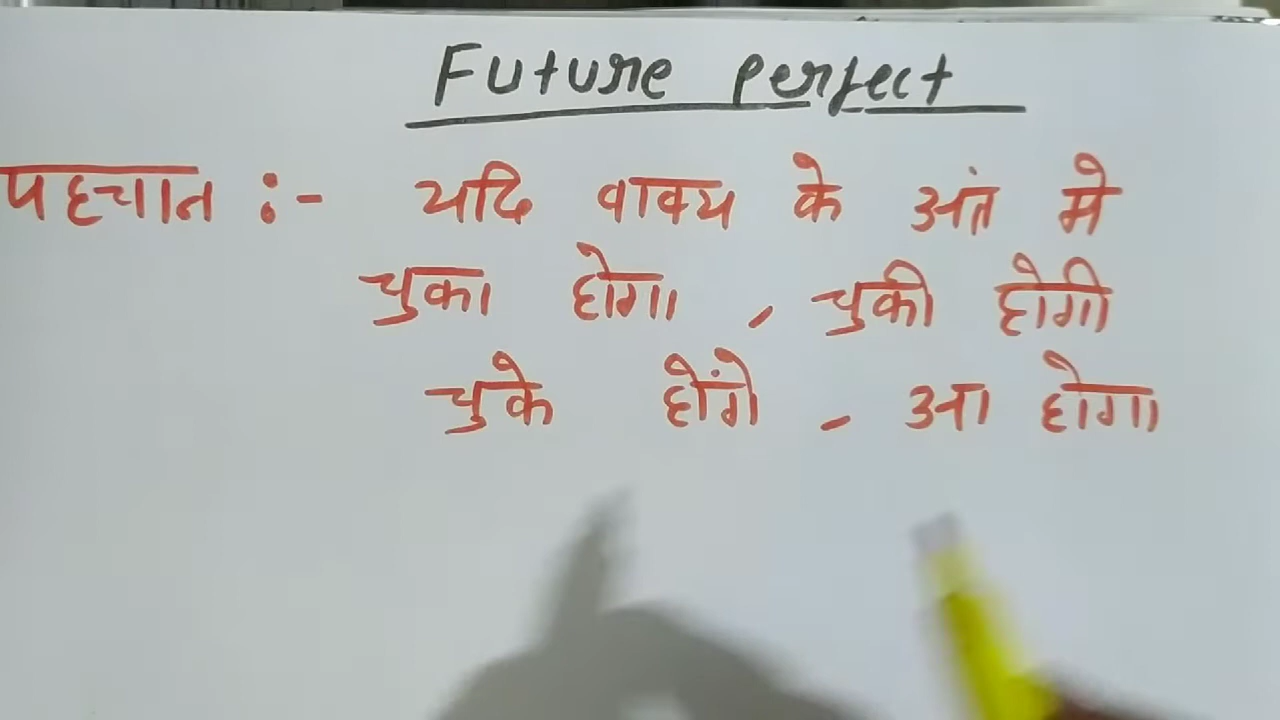 Future perfect
पहचान :- यदि वाक्य के अंत मे
चुका होगा , चुकी होगी
चुके होंगे - आ होगा